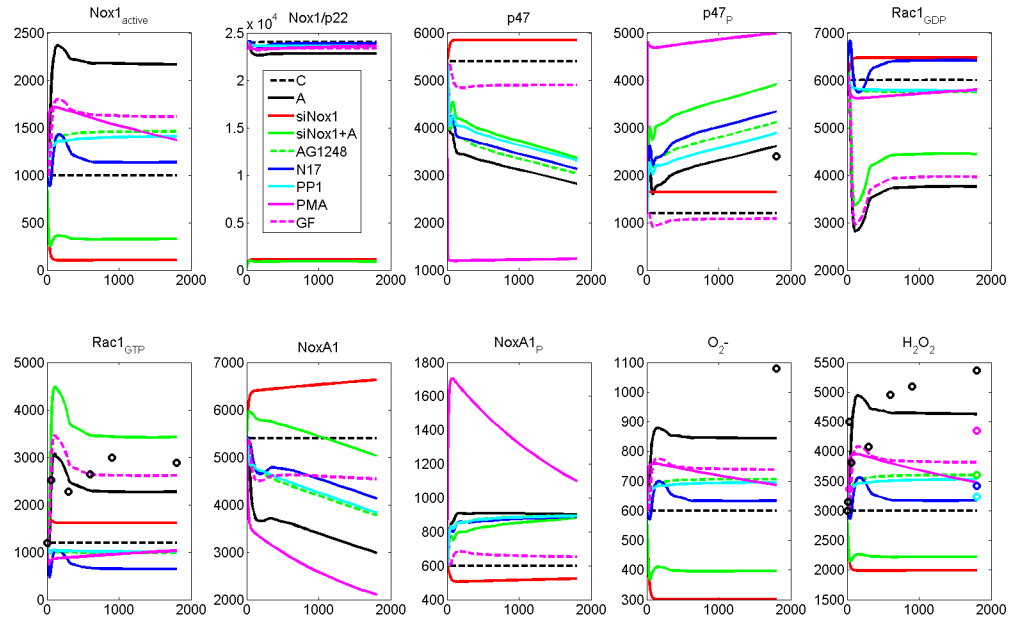 Nox1active
Nox1/p22
p47
p47P
Rac1GDP
2500
2000
1500
1000
500
0
0 1000 2000
2.5 x 10^4
2
1.5
1
0.5
0
0 1000 2000
C
A
siNox1
siNox1+A
AG1248
N17
PP1
PMA
GF
6000
5000
4000
3000
2000
1000
0 1000 2000
5000
4000
3000
2000
1000
0
0 1000 2000
7000
6000
5000
4000
3000
2000
0 1000 2000
Rac1GTP
NoxA1
NoxA1P
O2-
H2O2
5000
4000
3000
2000
1000
0
0 1000 2000
7000
6000
5000
4000
3000
2000
0 1000 2000
1800
1600
1400
1200
1000
800
600
400
0 1000 2000
1100
1000
900
800
700
600
500
400
300
0 1000 2000
5500
5000
4500
4000
3500
3000
2500
2000
1500
0 1000 2000